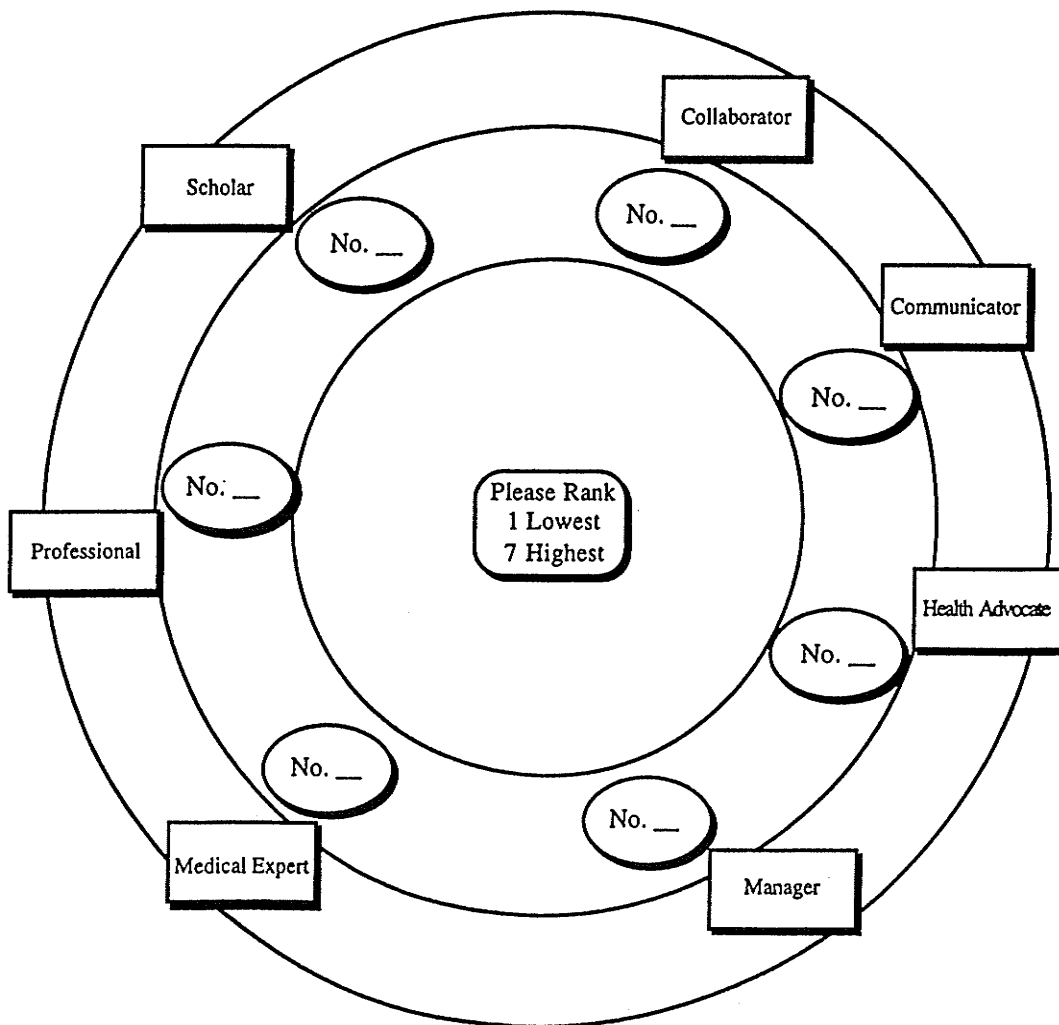 Collaborator
Scholar
No. __
No. __
Communicator
No. __
No. __
Please Rank
1 Lowest
7 Highest
Professional
Health Advocate
No. __
No. __
No. __
Medical Expert
Manager